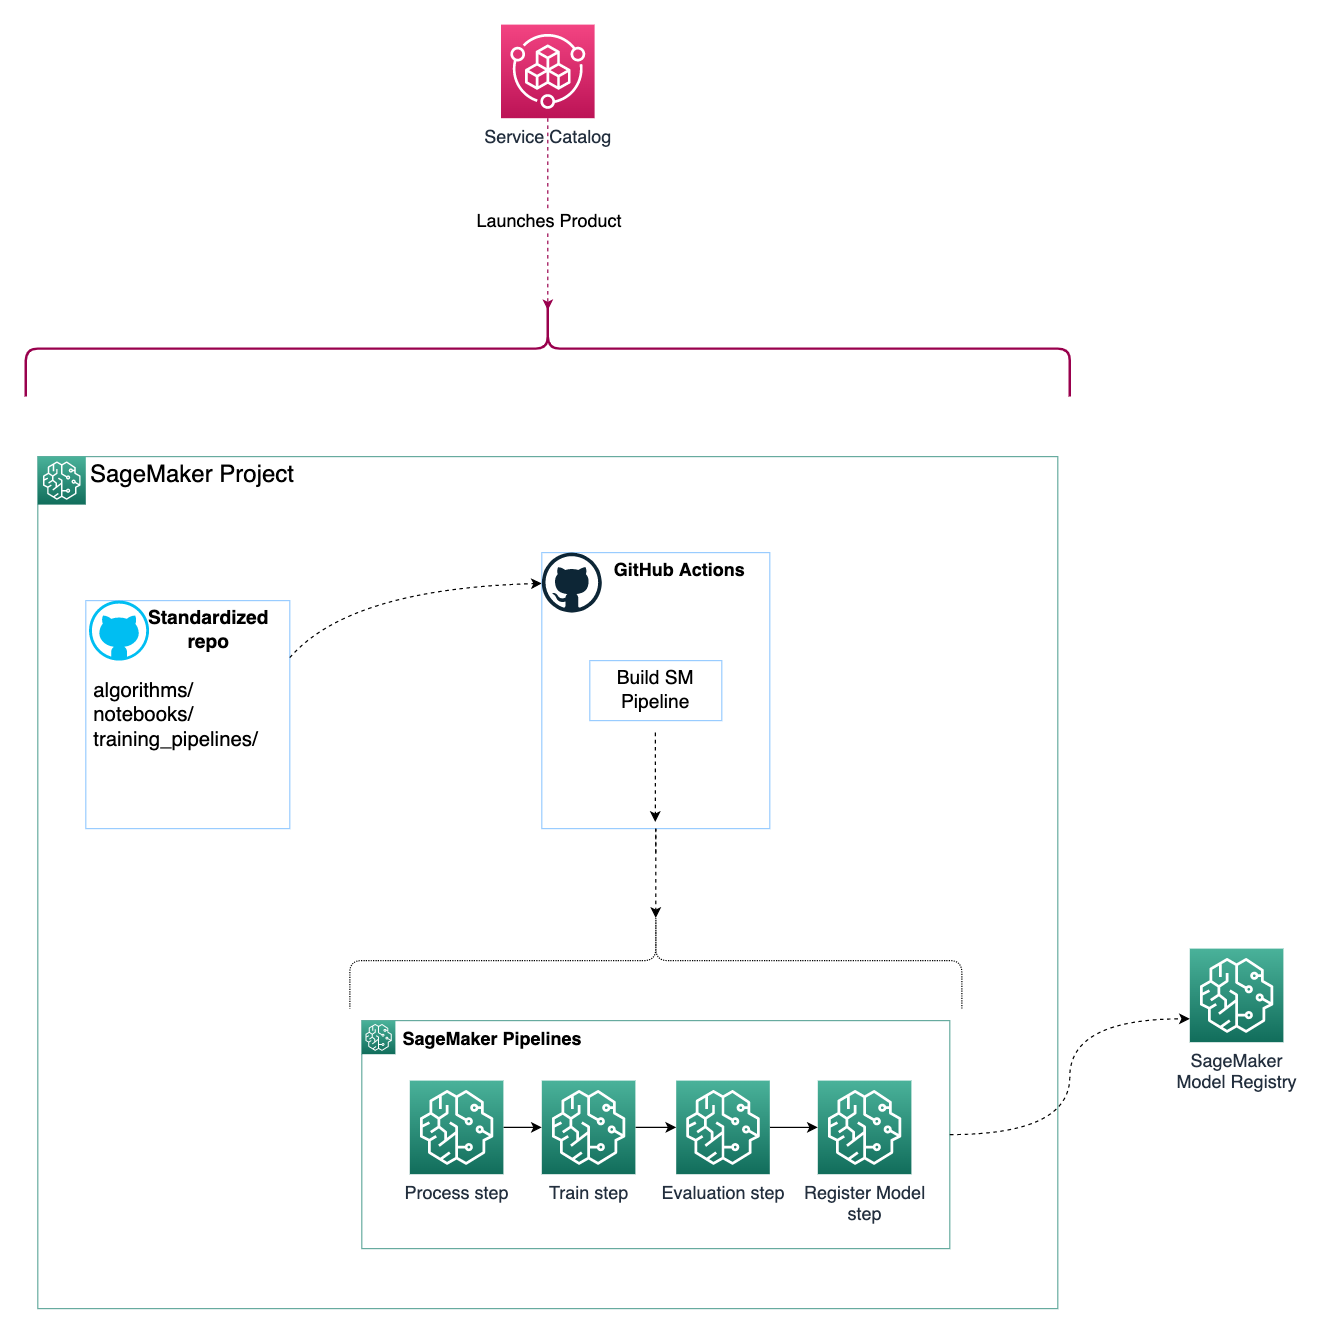 Service Catalog
Launches Product
SageMaker Project
Standardized
repo
algorithms/
notebooks/
training_pipelines/
GitHub Actions
Build SM
Pipeline
SageMaker Pipelines
Process step
Train step
Evaluation step
Register Model
step
SageMaker
Model Registry